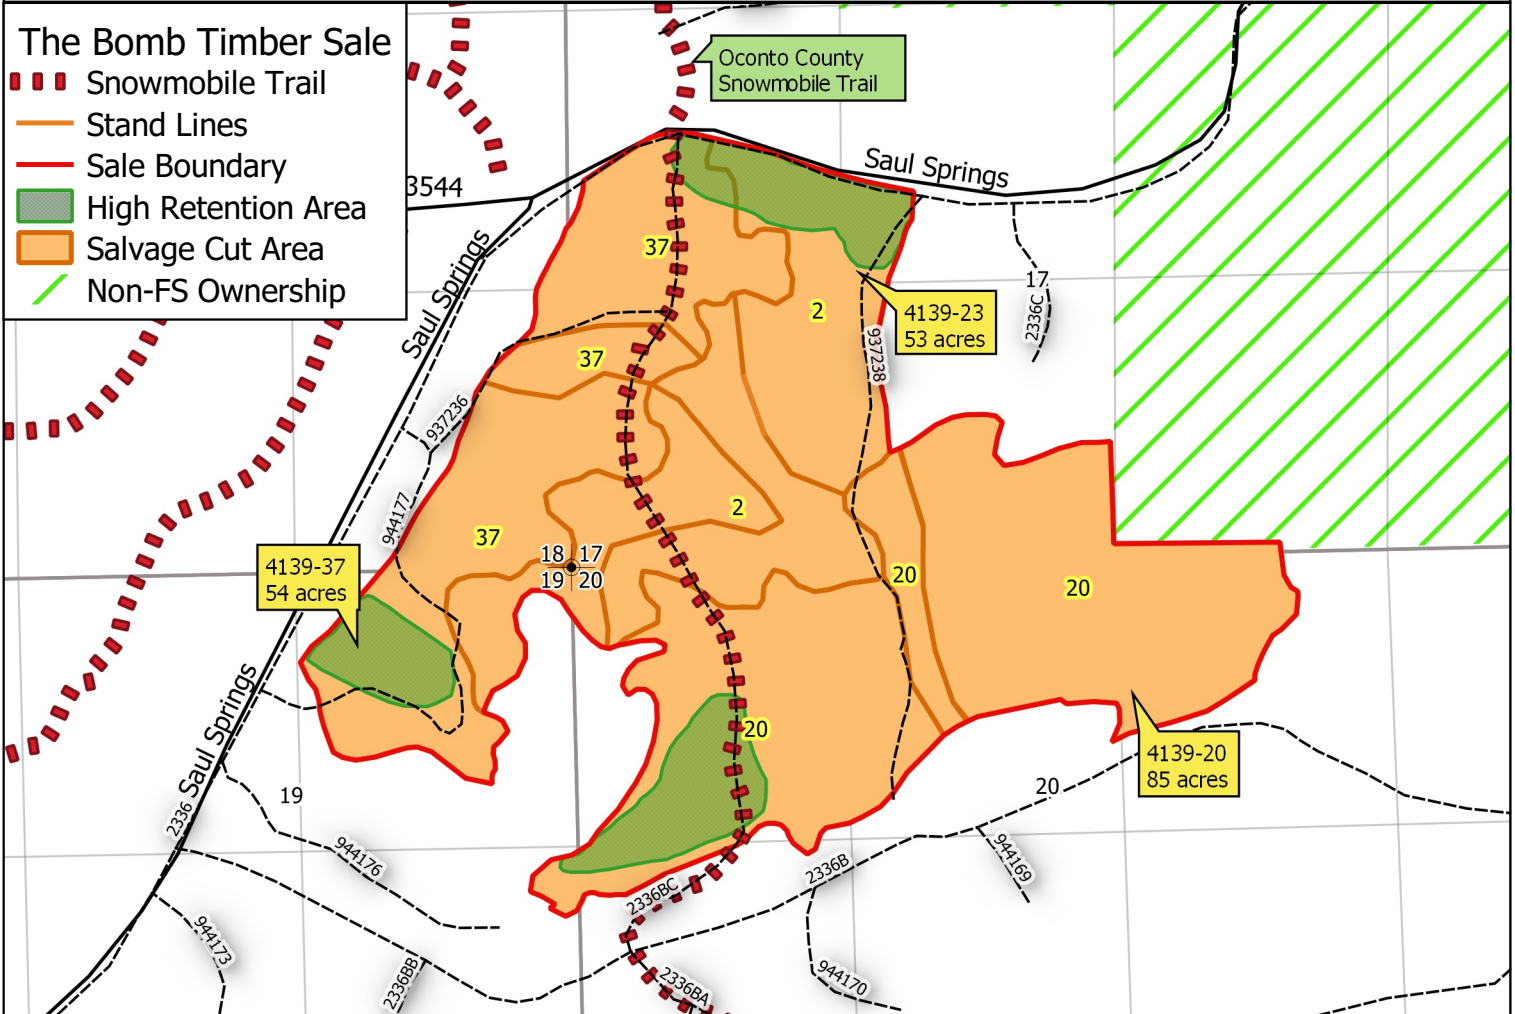 The Bomb Timber Sale
Snowmobile Trail
Stand Lines
Sale Boundary
High Retention Area
Salvage Cut Area
Non-FS Ownership
Oconto County
Snowmobile Trail
Saul Springs
3544
Saul Springs
37
17
2336C
2
4139-23
53 acres
937238
37
937236
944177
2
37
18 17
19 20
4139-37
54 acres
20
20
Saul Springs
2336
20
4139-20
85 acres
19
20
944176
2336B
944169
2336BC
944173
2336BB
2336BA
944170